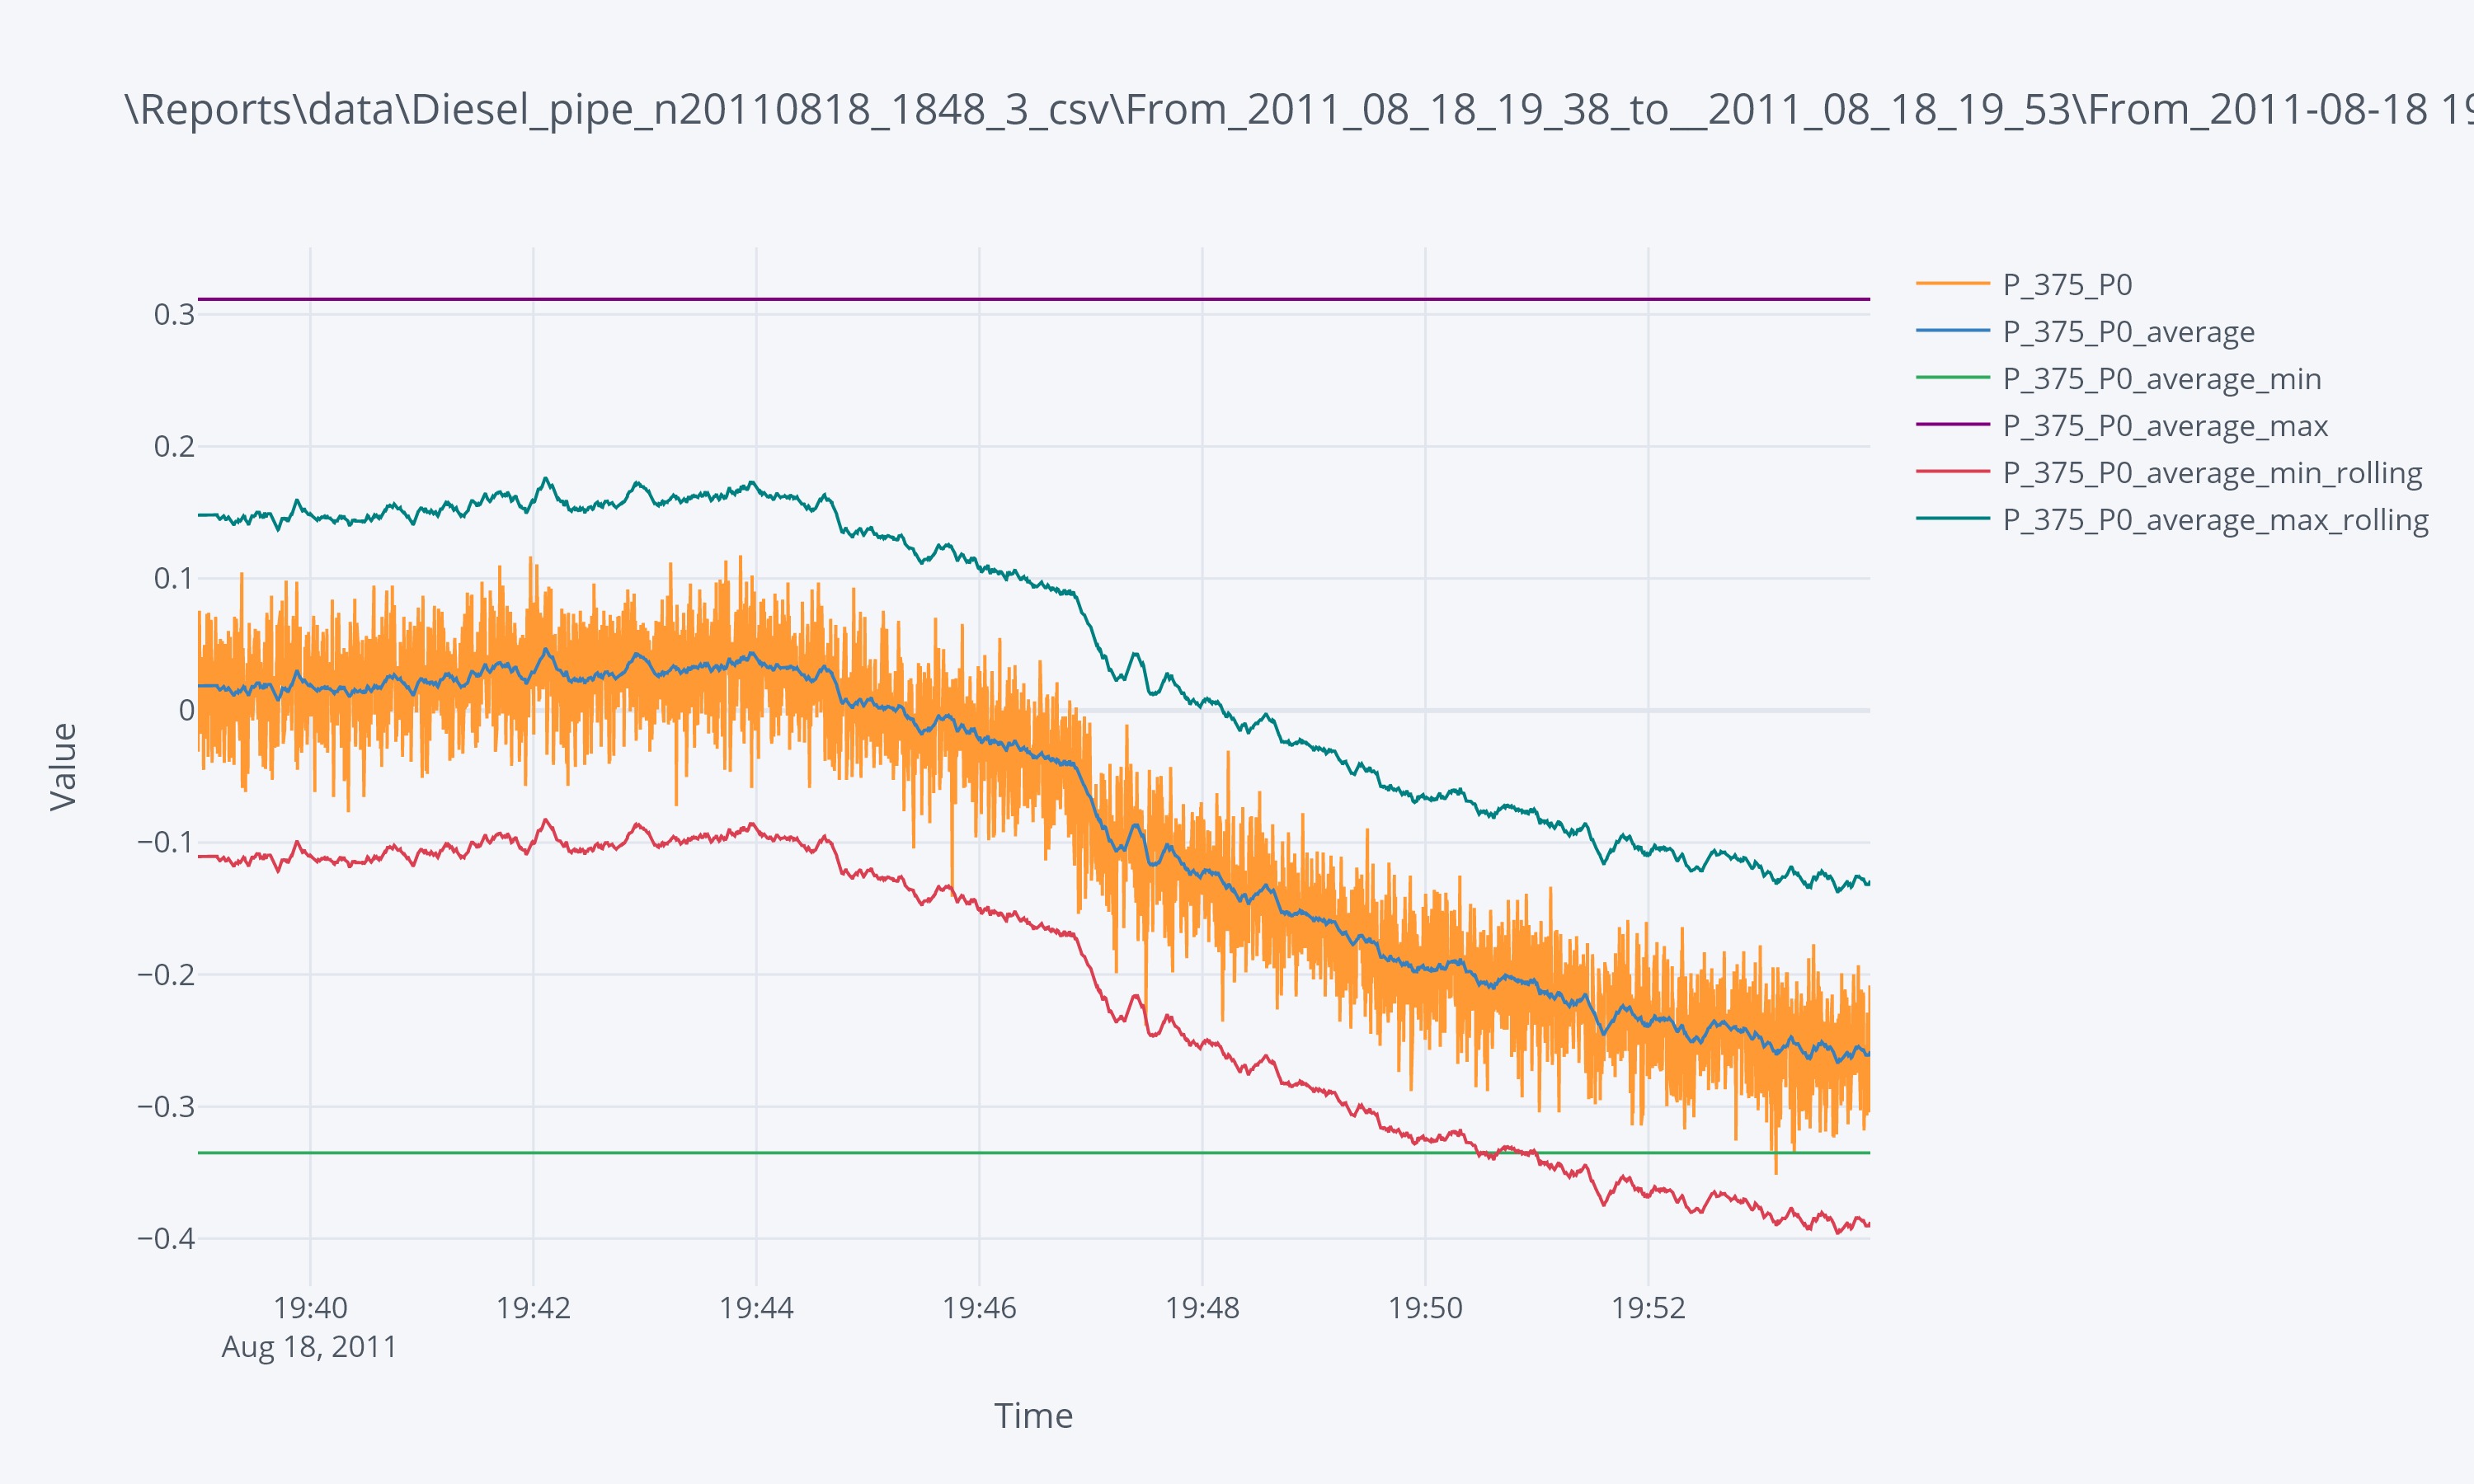 \Reports\data\Diesel_pipe_n20110818_1848_3_csv\From_2011_08_18_19_38_to__2011_08_18_19_53\From_2011-08-18 19
P_375_P0
P_375_P0_average
P_375_P0_average_min
P_375_P0_average_max
P_375_P0_average_min_rolling
P_375_P0_average_max_rolling
Value
0.3
0.2
0.1
0
−0.1
−0.2
−0.3
−0.4
19:40 19:42 19:44 19:46 19:48 19:50 19:52
Aug 18, 2011
Time